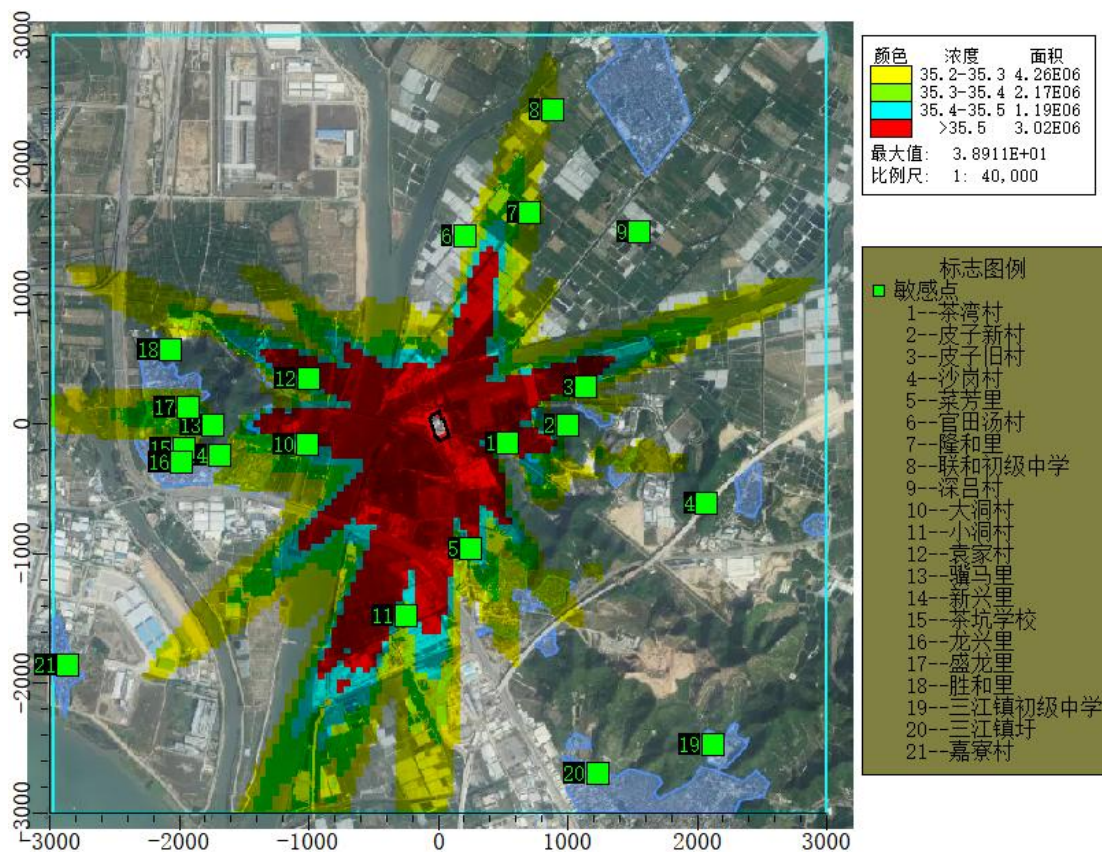 3000
2000
1000
0
-1000
-2000
-3000
-3000
-2000
-1000
0
1000
2000
3000
8
7
6
9
18
12
3
17
13
2
10
1
15
16
4
4
5
11
21
19
20
颜色 浓度 面积
35.2-35.3 4.26E06
35.3-35.4 2.17E06
35.4-35.5 1.19E06
>35.5 3.02E06
最大值: 3.8911E+01
比例尺: 1: 40,000
标志图例
敏感点
1--茶湾村
2--皮子新村
3--皮子旧村
4--沙岗村
5--菜芳里
6--官田汤村
7--隆和里
8--联和初级中学
9--深吕村
10--大洞村
11--小洞村
12--袁家村
13--骥马里
14--新兴里
15--茶坑学校
16--龙兴里
17--盛龙里
18--胜和里
19--三江镇初级中学
20--三江镇圩
21--嘉寮村